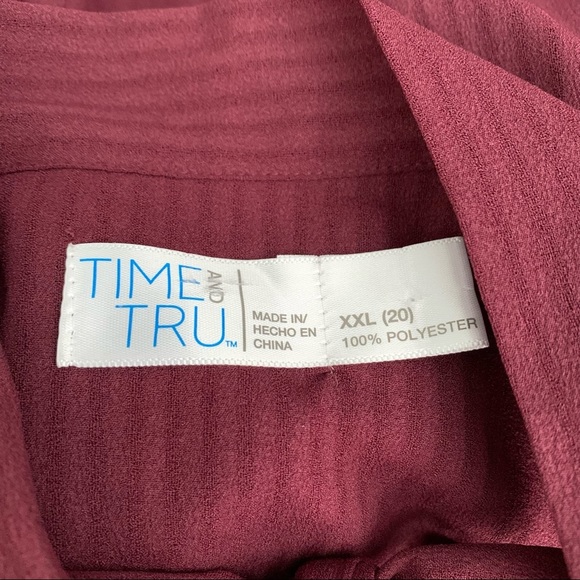 TIME AND
TRU™
MADE IN/
HECHO EN
CHINA
XXL (20)
100% POLYESTER